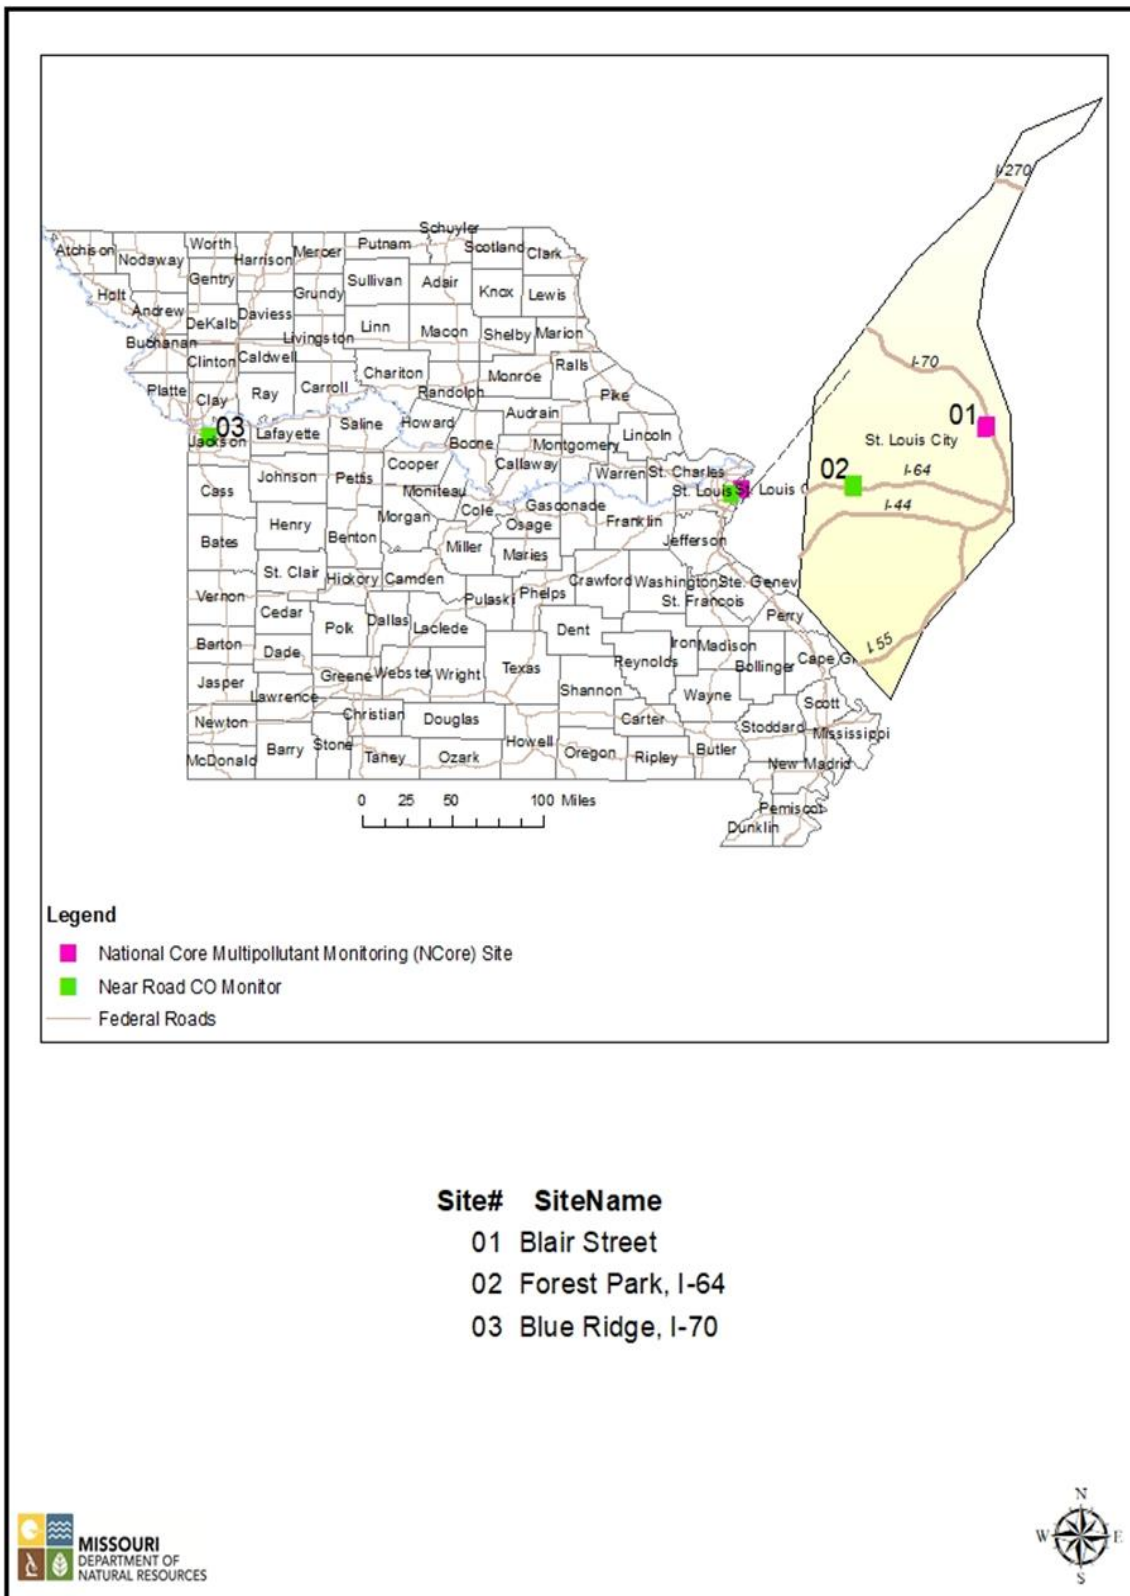 I-270
Schuyler
Atchison
Nodaway
Worth
Harrison
Mercer
Putnam
Scotland
Clark
Gentry
Sullivan
Adair
Knox
Lewis
Holt
Grundy
Andrew
DeKalb
Daviess
Linn
Macon
Shelby
Marion
Buchanan
Livingston
Clinton
Caldwell
Chariton
Monroe
Ralls
I-70
Platte
Clay
Ray
Carroll
Randolph
Pike
Audrain
01
03
Jackson
Lafayette
Saline
Howard
Boone
Montgomery
Lincoln
St. Louis City
Cooper
Callaway
Warren
St. Charles
02
I-64
Cass
Johnson
Pettis
Moniteau
Cole
Gasconade
St. Louis
St. Louis C
I-44
Henry
Morgan
Osage
Franklin
Bates
Benton
Miller
Maries
Jefferson
St. Clair
Hickory
Camden
Crawford
Washington
Ste. Genev
Vernon
Pulaski
Phelps
St. Francois
Cedar
Dallas
Perry
Polk
Laclede
Dent
Barton
Dade
Iron
Madison
I-55
Reynolds
Bollinger
Cape Gi
Jasper
Greene
Webster
Wright
Texas
Lawrence
Shannon
Wayne
Scott
Newton
Christian
Douglas
Carter
Stoddard
Mississippi
McDonald
Barry
Stone
Taney
Ozark
Howell
Oregon
Ripley
Butler
New Madrid
0 25 50 100 Miles
Pemiscot
Dunklin
Legend
National Core Multipollutant Monitoring (NCore) Site
Near Road CO Monitor
Federal Roads
Site# SiteName
01 Blair Street
02 Forest Park, I-64
03 Blue Ridge, I-70
MISSOURI
DEPARTMENT OF
NATURAL RESOURCES
N
W E
S